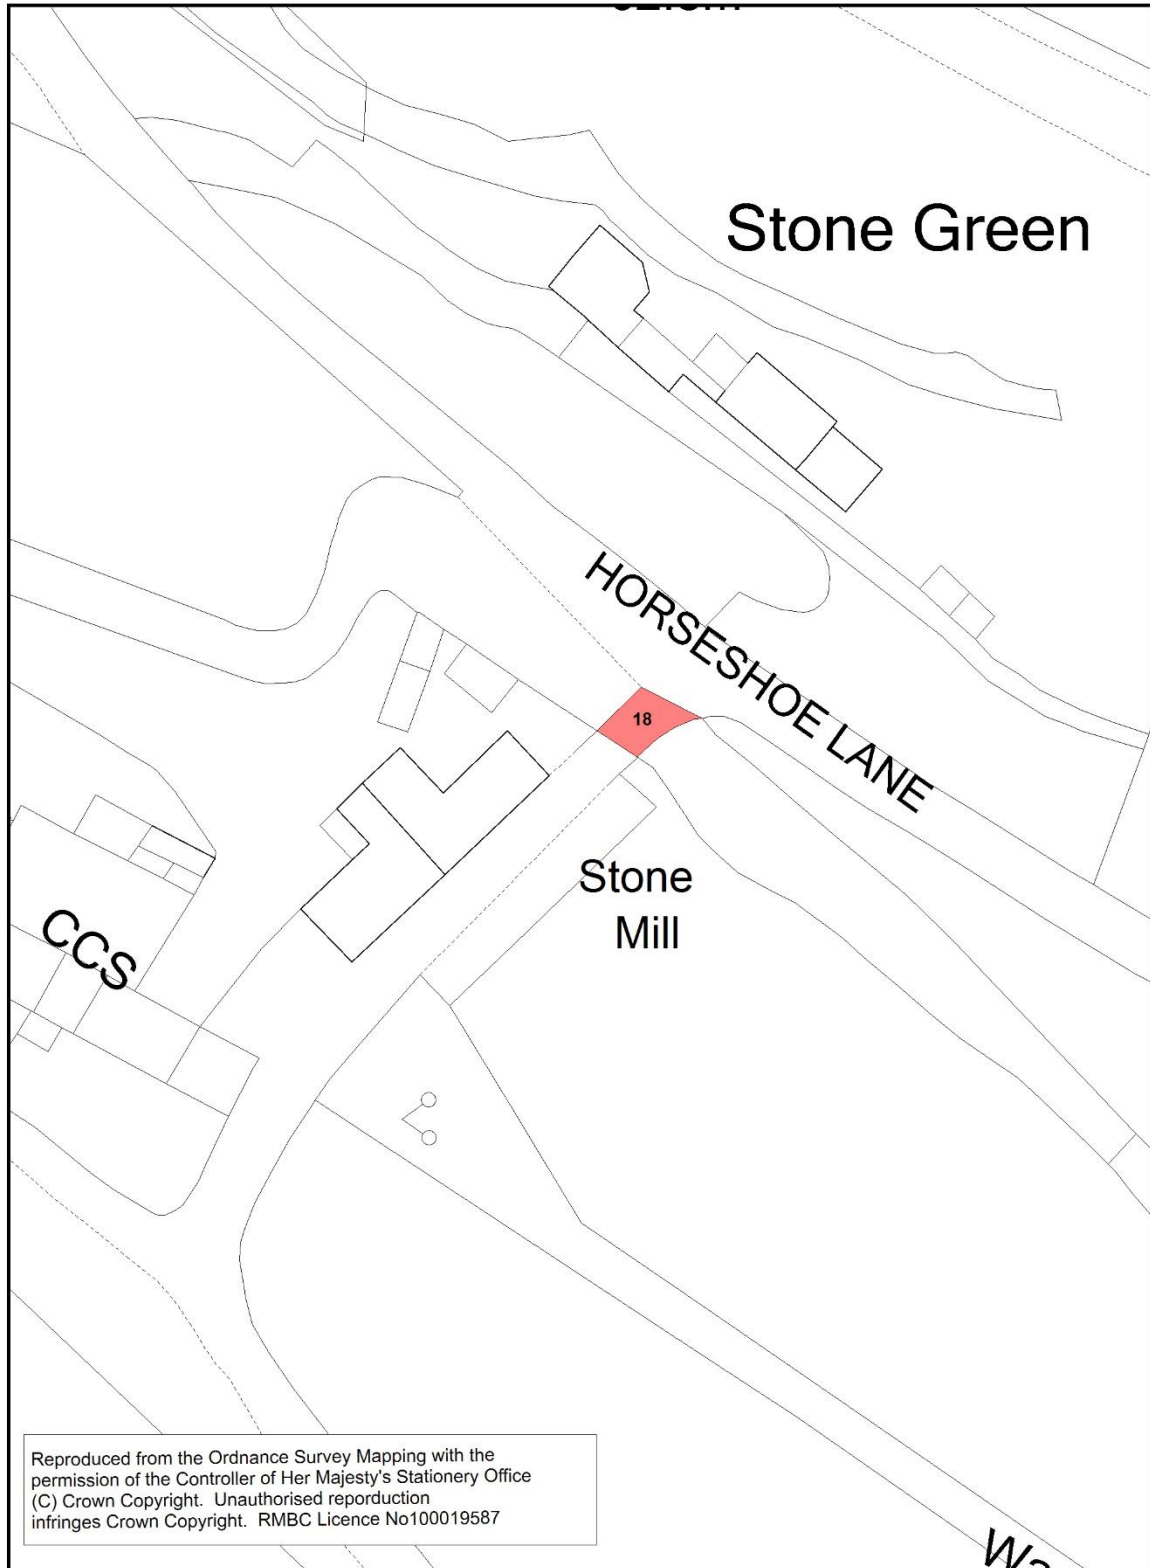 Stone Green
HORSESHOE LANE
18
Stone
Mill
CCS
Reproduced from the Ordnance Survey Mapping with the
permission of the Controller of Her Majesty's Stationery Office
(C) Crown Copyright. Unauthorised reporduction
infringes Crown Copyright. RMBC Licence No100019587